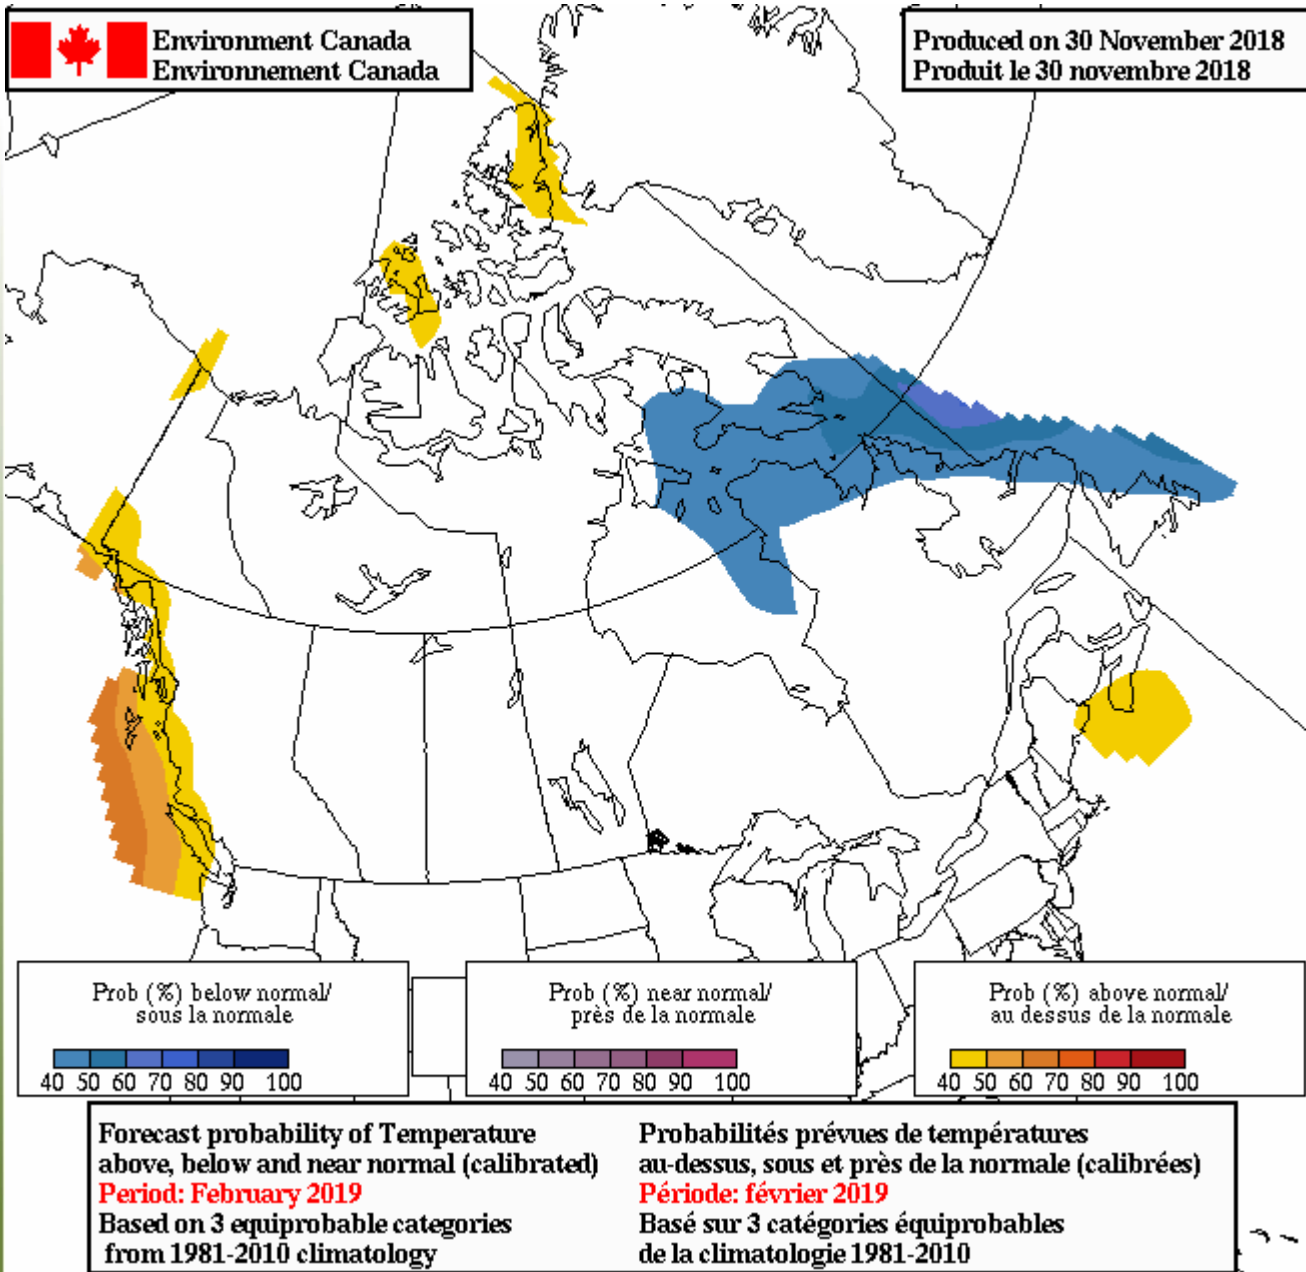 Environment Canada
Environnement Canada
Produced on 30 November 2018
Produit le 30 novembre 2018
Prob (%) below normal/
sous la normale
40 50 60 70 80 90 100
Prob (%) near normal/
près de la normale
40 50 60 70 80 90 100
Prob (%) above normal/
au dessus de la normale
40 50 60 70 80 90 100
Forecast probability of Temperature
above, below and near normal (calibrated)
Period: February 2019
Based on 3 equiprobable categories
from 1981-2010 climatology
Probabilités prévues de températures
au-dessus, sous et près de la normale (calibrées)
Période: février 2019
Basé sur 3 catégories équiprobables
de la climatologie 1981-2010